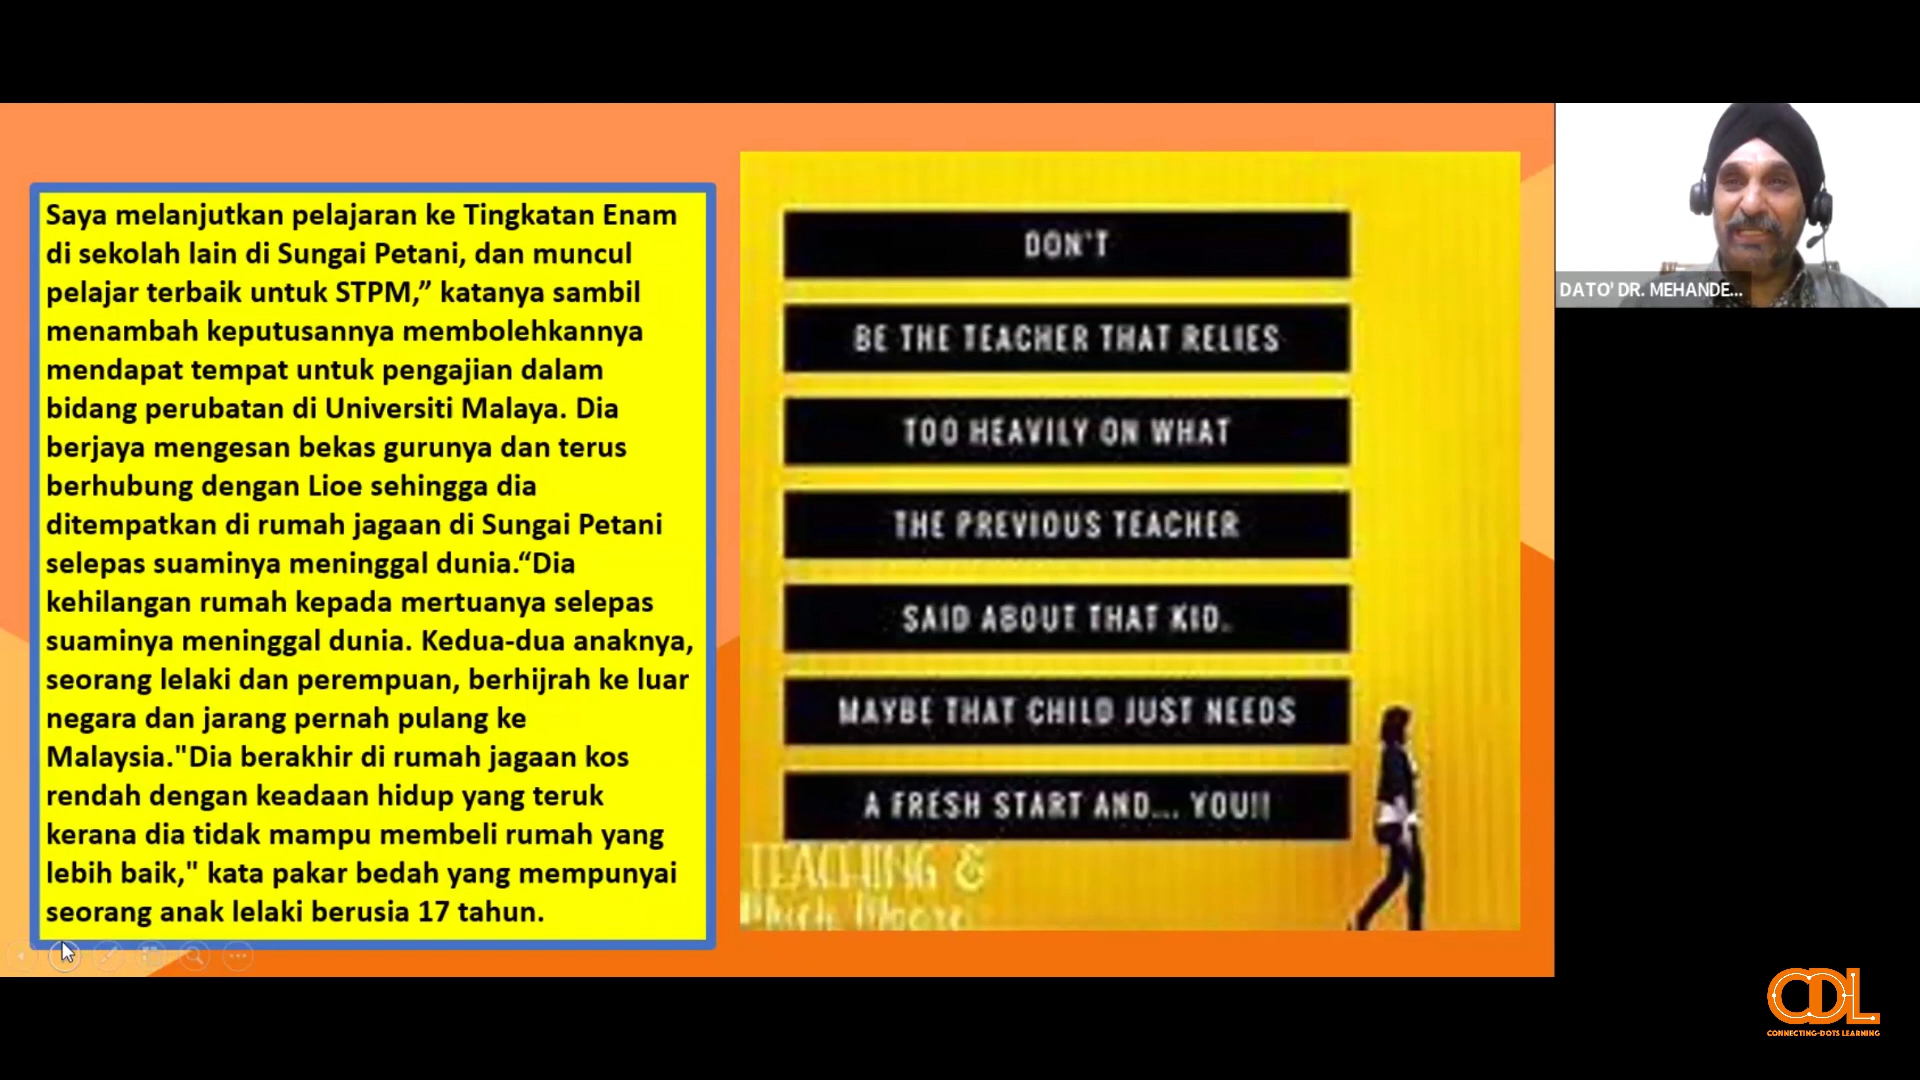 Saya melanjutkan pelajaran ke Tingkatan Enam
di sekolah lain di Sungai Petani, dan muncul
pelajar terbaik untuk STPM,” katanya sambil
menambah keputusannya membolehkannya
mendapat tempat untuk pengajian dalam
bidang perubatan di Universiti Malaya. Dia
berjaya mengesan bekas gurunya dan terus
berhubung dengan Lioe sehingga dia
ditempatkan di rumah jagaan di Sungai Petani
selepas suaminya meninggal dunia.“Dia
kehilangan rumah kepada mertuanya selepas
suaminya meninggal dunia. Kedua-dua anaknya,
seorang lelaki dan perempuan, berhijrah ke luar
negara dan jarang pernah pulang ke
Malaysia."Dia berakhir di rumah jagaan kos
rendah dengan keadaan hidup yang teruk
kerana dia tidak mampu membeli rumah yang
lebih baik," kata pakar bedah yang mempunyai
seorang anak lelaki berusia 17 tahun.
DON'T
BE THE TEACHER THAT RELIES
TOO HEAVILY ON WHAT
THE PREVIOUS TEACHER
SAID ABOUT THAT KID.
MAYBE THAT CHILD JUST NEEDS
A FRESH START AND... YOU!!
TEACHING &
DATO' DR. MEHANDE...
CDL
CONNECTING-DOTS LEARNING